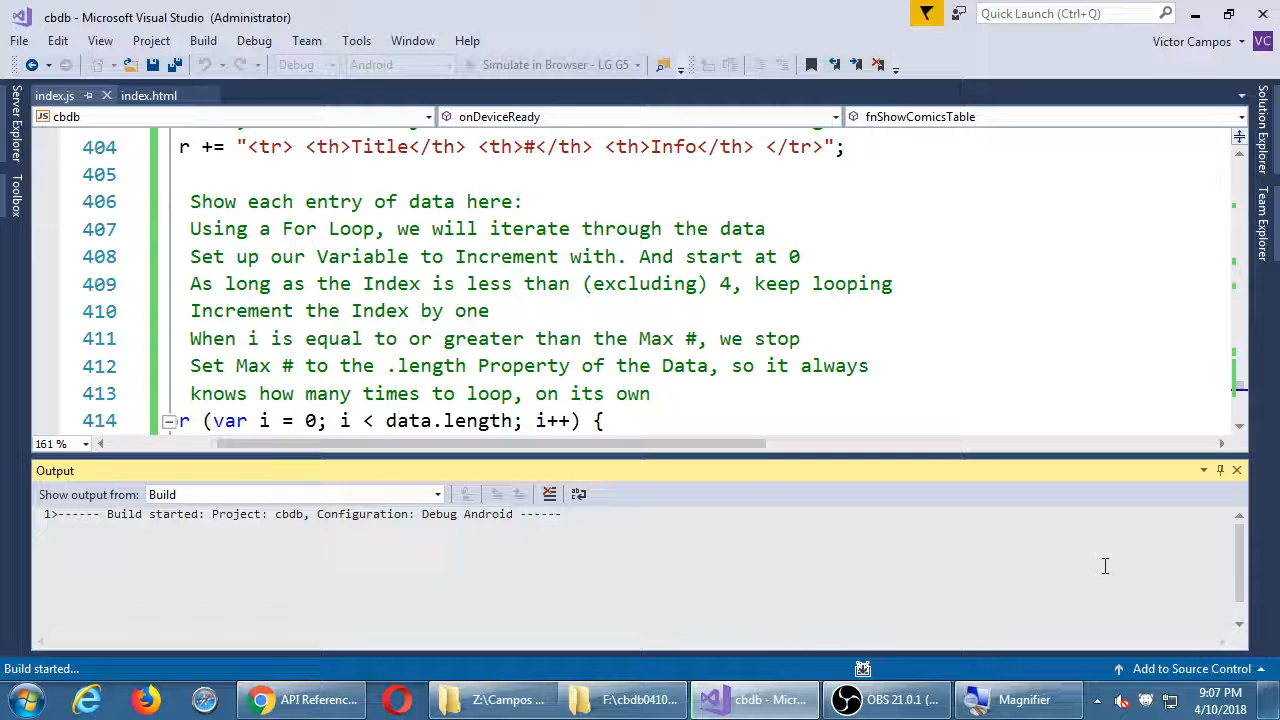 cbdb - Microsoft Visual Studio (Administrator)
Quick Launch (Ctrl+Q)
File Edit View Project Build Debug Team Tools Window Help
Victor Campos VC
Debug Android Simulate in Browser - LG G5
index.js index.html
JS cbdb onDeviceReady fnShowComicsTable
Server Explorer
Toolbox
Solution Explorer
Team Explorer
404 r += "<tr> <th>Title</th> <th>#</th> <th>Info</th> </tr>";
405
406 Show each entry of data here:
407 Using a For Loop, we will iterate through the data
408 Set up our Variable to Increment with. And start at 0
409 As long as the Index is less than (excluding) 4, keep looping
410 Increment the Index by one
411 When i is equal to or greater than the Max #, we stop
412 Set Max # to the .length Property of the Data, so it always
413 knows how many times to loop, on its own
414 r (var i = 0; i < data.length; i++) {
161 %
Output
Show output from: Build
1>------ Build started: Project: cbdb, Configuration: Debug Android ------
Build started...
Add to Source Control
API Referenc...
Z:\Campos ...
F:\cbdb0410...
cbdb - Micr...
OBS 21.0.1 (...
Magnifier
9:07 PM
4/10/2018